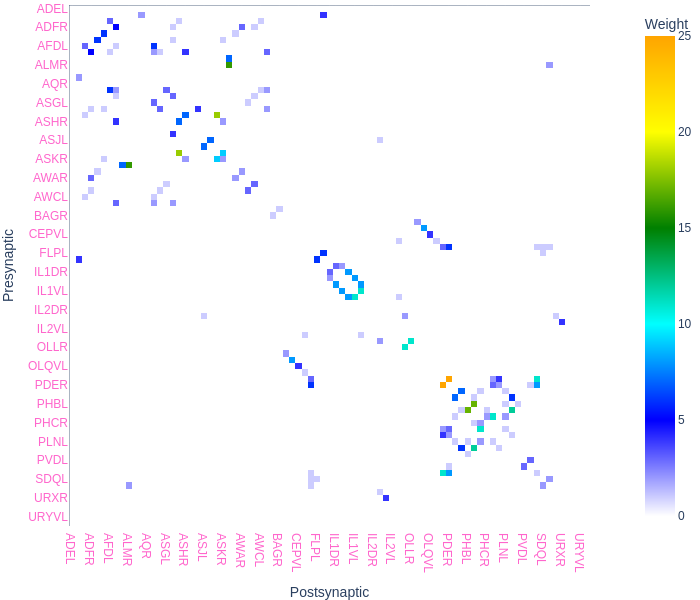 Weight
25
20
15
10
5
0
Presynaptic
ADEL
ADFR
AFDL
ALMR
AQR
ASGL
ASHR
ASJL
ASKR
AWAR
AWCL
BAGR
CEPVL
FLPL
IL1DR
IL1VL
IL2DR
IL2VL
OLLR
OLQVL
PDER
PHBL
PHCR
PLNL
PVDL
SDQL
URXR
URYVL
ADEL ADFR AFDL ALMR AQR ASGL ASHR ASJL ASKR AWAR AWCL BAGR CEPVL FLPL IL1DR IL1VL IL2DR IL2VL OLLR OLQVL PDER PHBL PHCR PLNL PVDL SDQL URXR URYVL
Postsynaptic